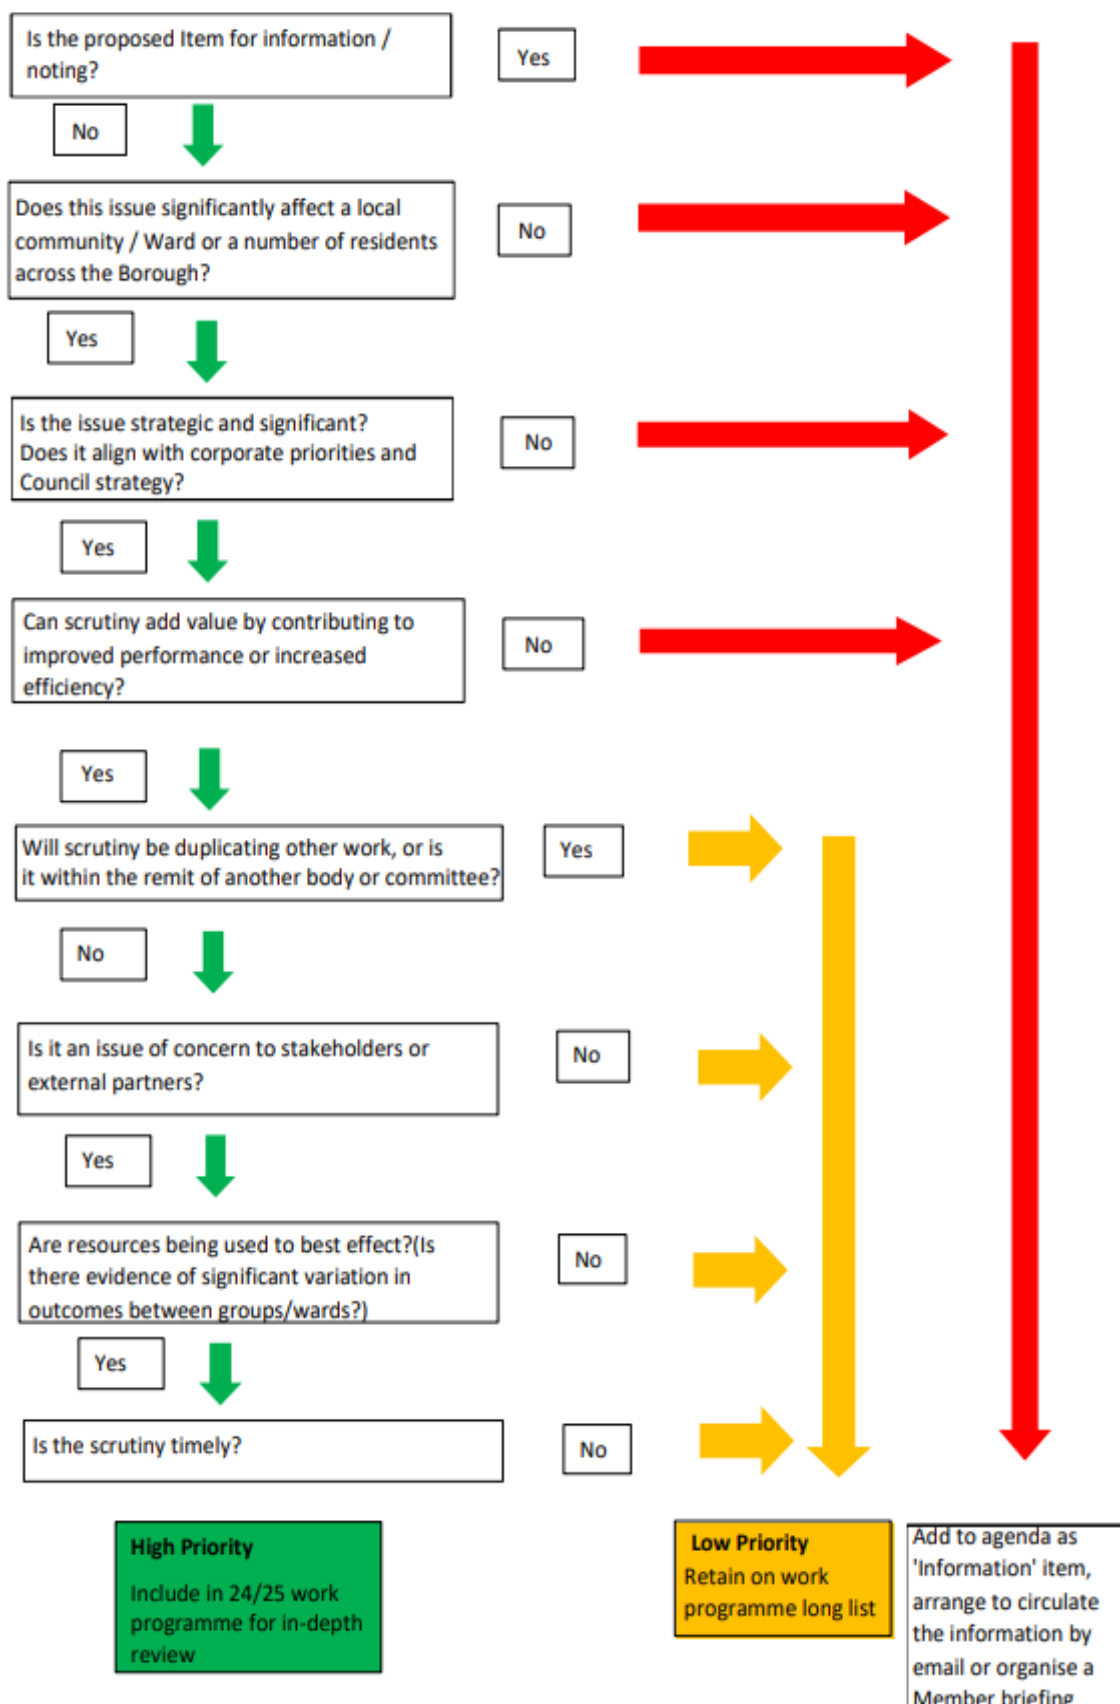 Is the proposed Item for information /
noting?
Yes
No
Does this issue significantly affect a local
community / Ward or a number of residents
across the Borough?
No
Yes
Is the issue strategic and significant?
Does it align with corporate priorities and
Council strategy?
No
Yes
Can scrutiny add value by contributing to
improved performance or increased
efficiency?
No
Yes
Will scrutiny be duplicating other work, or is
it within the remit of another body or committee?
Yes
No
Is it an issue of concern to stakeholders or
external partners?
No
Yes
Are resources being used to best effect?(Is
there evidence of significant variation in
outcomes between groups/wards?)
No
Yes
Is the scrutiny timely?
No
High Priority
Include in 24/25 work
programme for in-depth
review
Low Priority
Retain on work
programme long list
Add to agenda as
'Information' item,
arrange to circulate
the information by
email or organise a
Member briefing